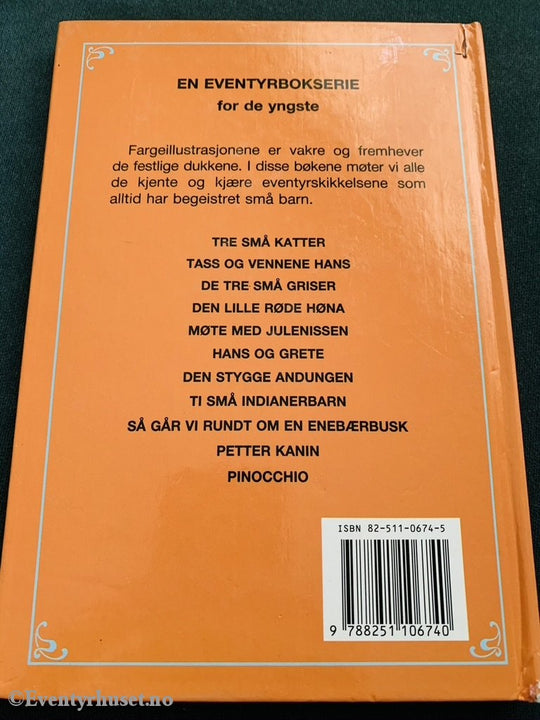 EN EVENTYRBOKSERIE
for de yngste
Fargeillustrasjonene er vakre og fremhever
de festlige dukkene. I disse bøkene møter vi alle
de kjente og kjære eventyrskikkelsene som
alltid har begeistret små barn.
TRE SMÅ KATTER
TASS OG VENNENE HANS
DE TRE SMÅ GRISER
DEN LILLE RØDE HØNA
MØTE MED JULENISSEN
HANS OG GRETE
DEN STYGGE ANDUNGEN
TI SMÅ INDIANERBARN
SÅ GÅR VI RUNDT OM EN ENEBÆRBUSK
PETTER KANIN
PINOCCHIO
ISBN 82-511-0674-5
9 788251 106740
©Eventyrhuset.no